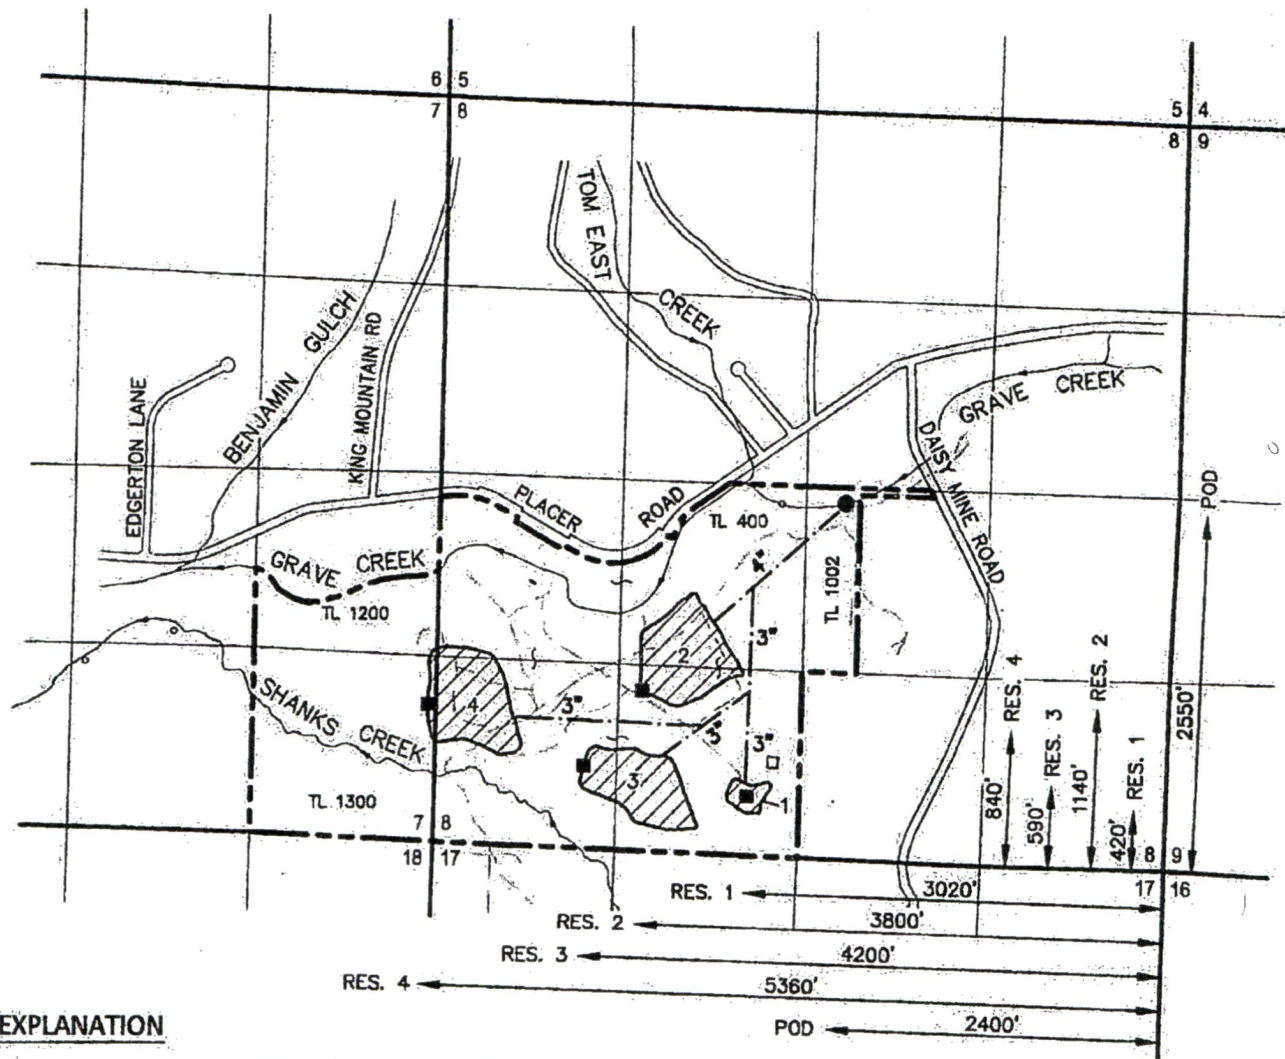 6 5
7 8
5 4
8 9
TOM EAST
CREEK
BENJAMIN GULCH
KING MOUNTAIN RD
EDGERTON LANE
GRAVE CREEK
DAISY MINE ROAD
PLACER ROAD
TL 400
POD
GRAVE CREEK
TL 1200
TL 1002
4"
3"
2
RES. 4
RES. 2
RES. 3
RES. 1
2550'
SHANKS CREEK
4
3"
3"
3"
3
1
840'
590'
1140'
420'
TL 1300
7 8
18 17
8 9
17 16
RES. 1 3020'
RES. 2 3800'
RES. 3 4200'
RES. 4 5360'
POD 2400'
EXPLANATION